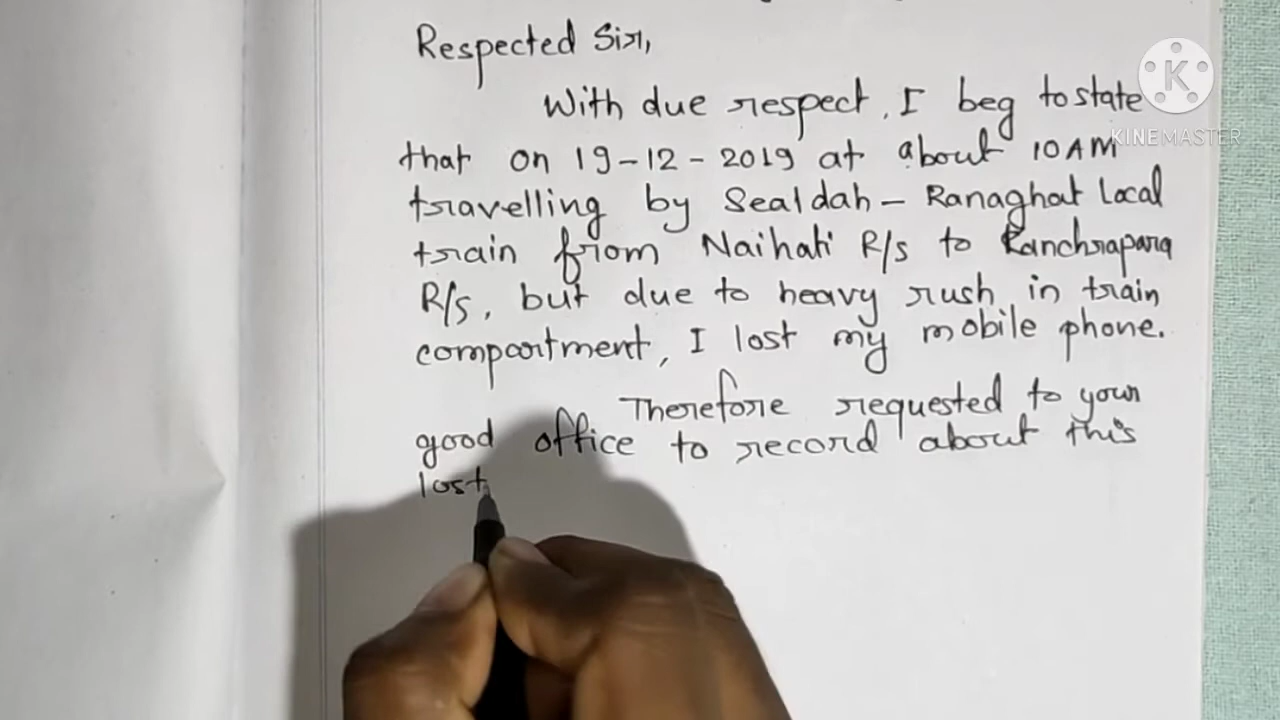 Respected Sir,
With due respect, I beg to state
that on 19-12-2019 at about 10AM
travelling by Sealdah - Ranaghat Local
train from Naihati R/s to Kanchrapara
R/s, but due to heavy rush in train
compartment, I lost my mobile phone.
Therefore requested to your
good office to record about this
lost
K
KINEMASTER